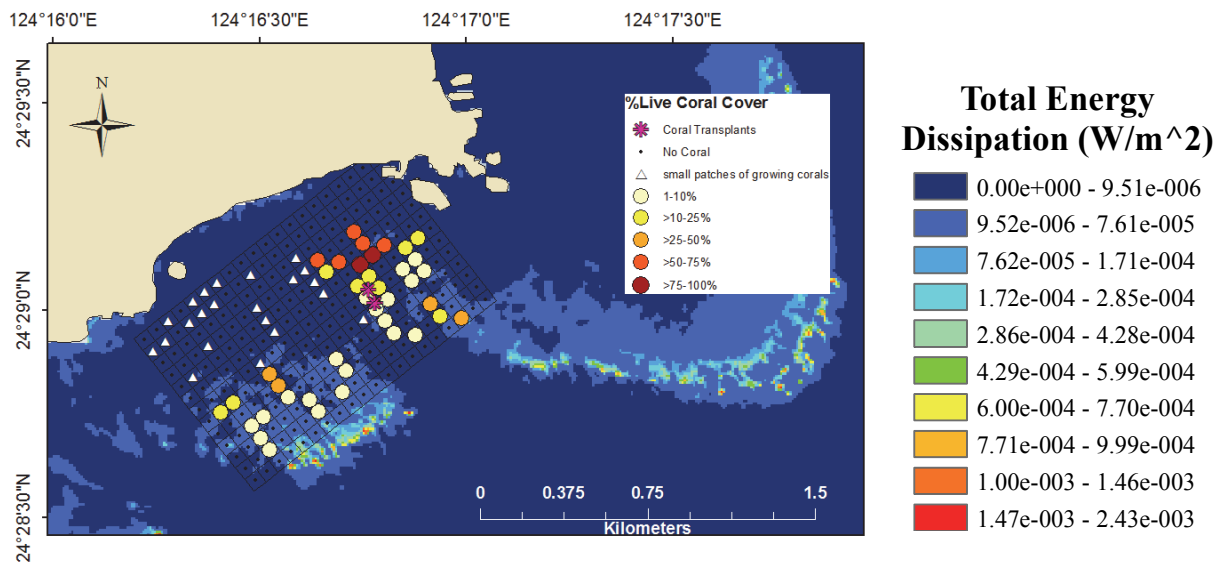 124°16'0"E 124°16'30"E 124°17'0"E 124°17'30"E
24°29'30"N
24°29'0"N
24°28'30"N
N
%Live Coral Cover
Coral Transplants
No Coral
small patches of growing corals
1-10%
>10-25%
>25-50%
>50-75%
>75-100%
0 0.375 0.75 1.5
Kilometers
Total Energy
Dissipation (W/m^2)
0.00e+000 - 9.51e-006
9.52e-006 - 7.61e-005
7.62e-005 - 1.71e-004
1.72e-004 - 2.85e-004
2.86e-004 - 4.28e-004
4.29e-004 - 5.99e-004
6.00e-004 - 7.70e-004
7.71e-004 - 9.99e-004
1.00e-003 - 1.46e-003
1.47e-003 - 2.43e-003